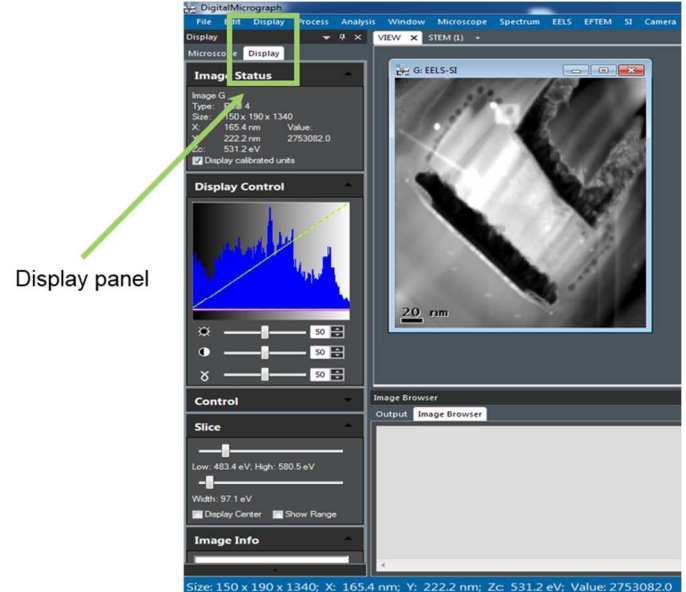 DigitalMicrograph
File Edit Display Process Analysis Window Microscope Spectrum EELS EFTEM SI Camera
Display
VIEW STEM (1)
Microscope Display
G: EELS-SI
Image Status
Image G
Type: Real 4
Size: 150 x 190 x 1340
X: 165.4 nm Value:
Y: 222.2 nm 2753082.0
Zc: 531.2 eV
Display calibrated units
Display Control
Display panel
20 nm
50
50
50
Control
Image Browser
Output Image Browser
Slice
Low: 483.4 eV; High: 580.5 eV
Width: 97.1 eV
Display Center Show Range
Image Info
Size: 150 x 190 x 1340; X: 165.4 nm; Y: 222.2 nm; Zc: 531.2 eV; Value: 2753082.0